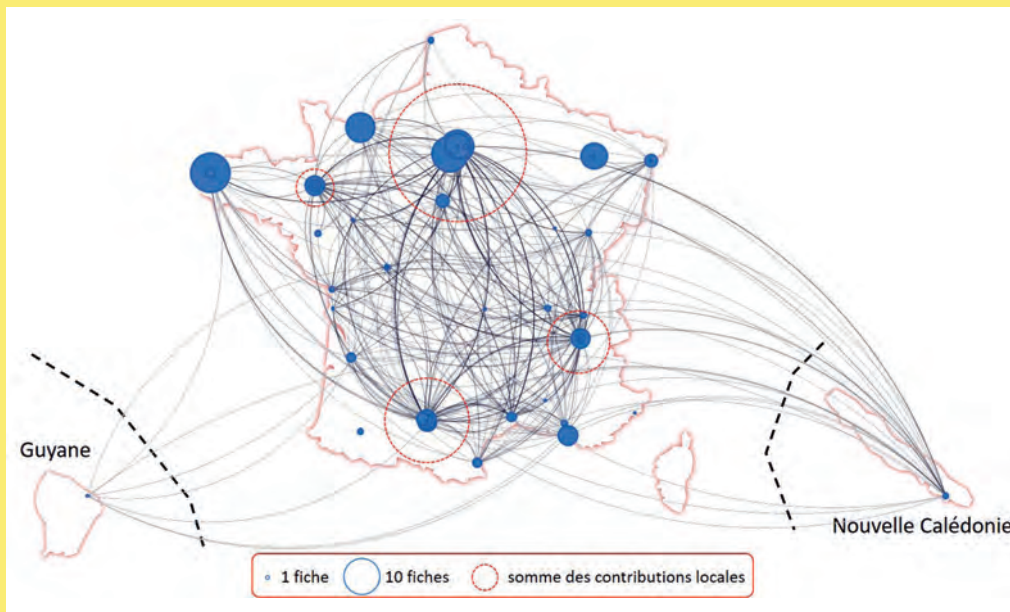 Guyane
Nouvelle Calédonie
1 fiche
10 fiches
somme des contributions locales